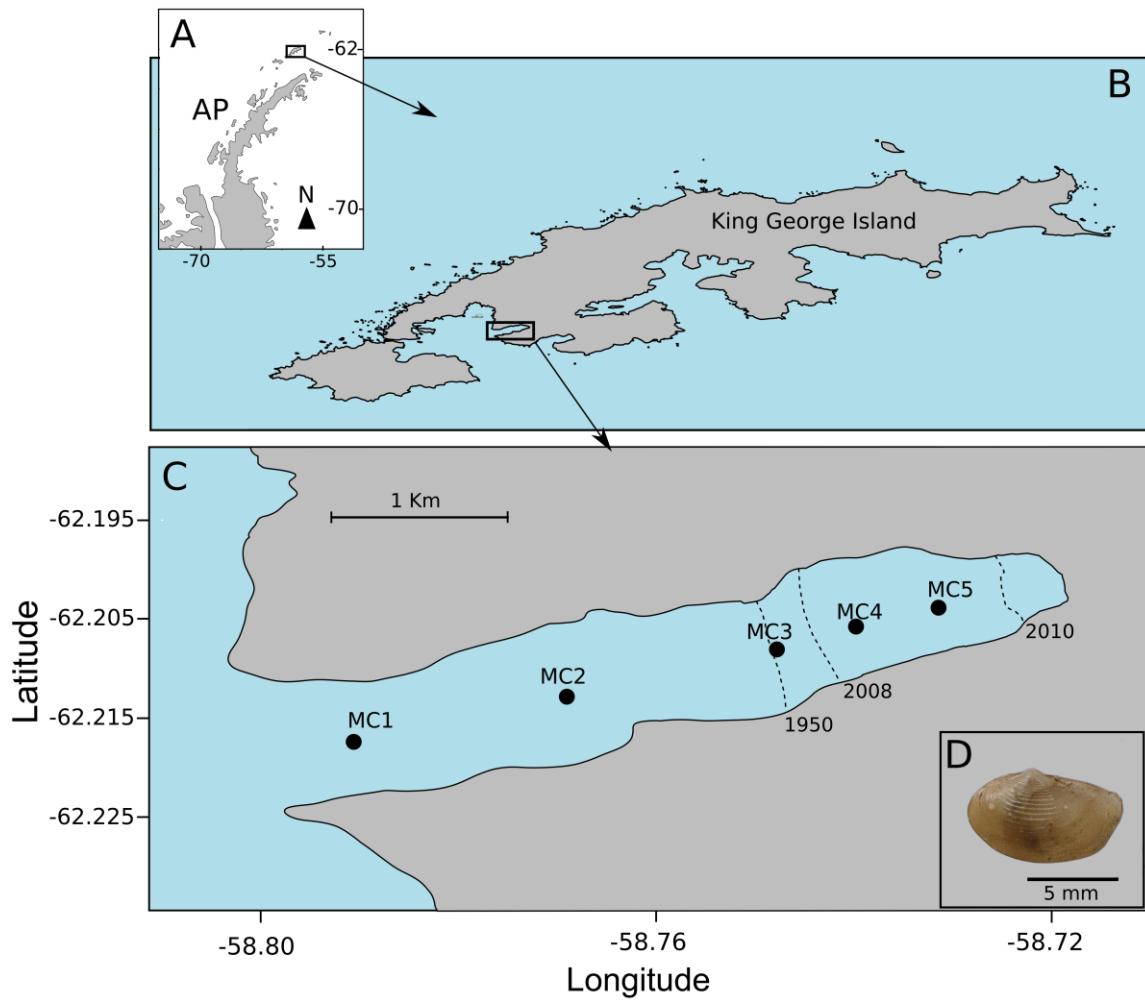 A
-62
AP
N
-70
-70
-55
B
King George Island
C
1 Km
-62.195
-62.205
-62.215
-62.225
Latitude
MC1
MC2
MC3
MC4
MC5
1950
2008
2010
D
5 mm
-58.80
-58.76
-58.72
Longitude